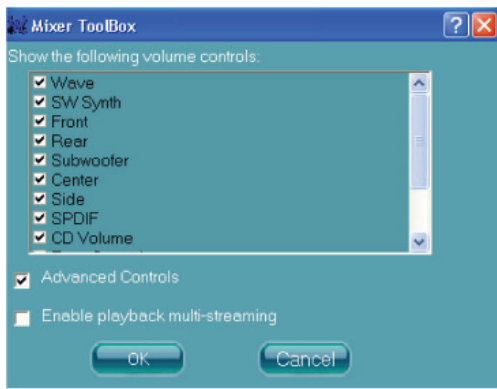 Mixer ToolBox
Show the following volume controls:
Wave
SW Synth
Front
Rear
Subwoofer
Center
Side
SPDIF
CD Volume
Advanced Controls
Enable playback multi-streaming
OK
Cancel